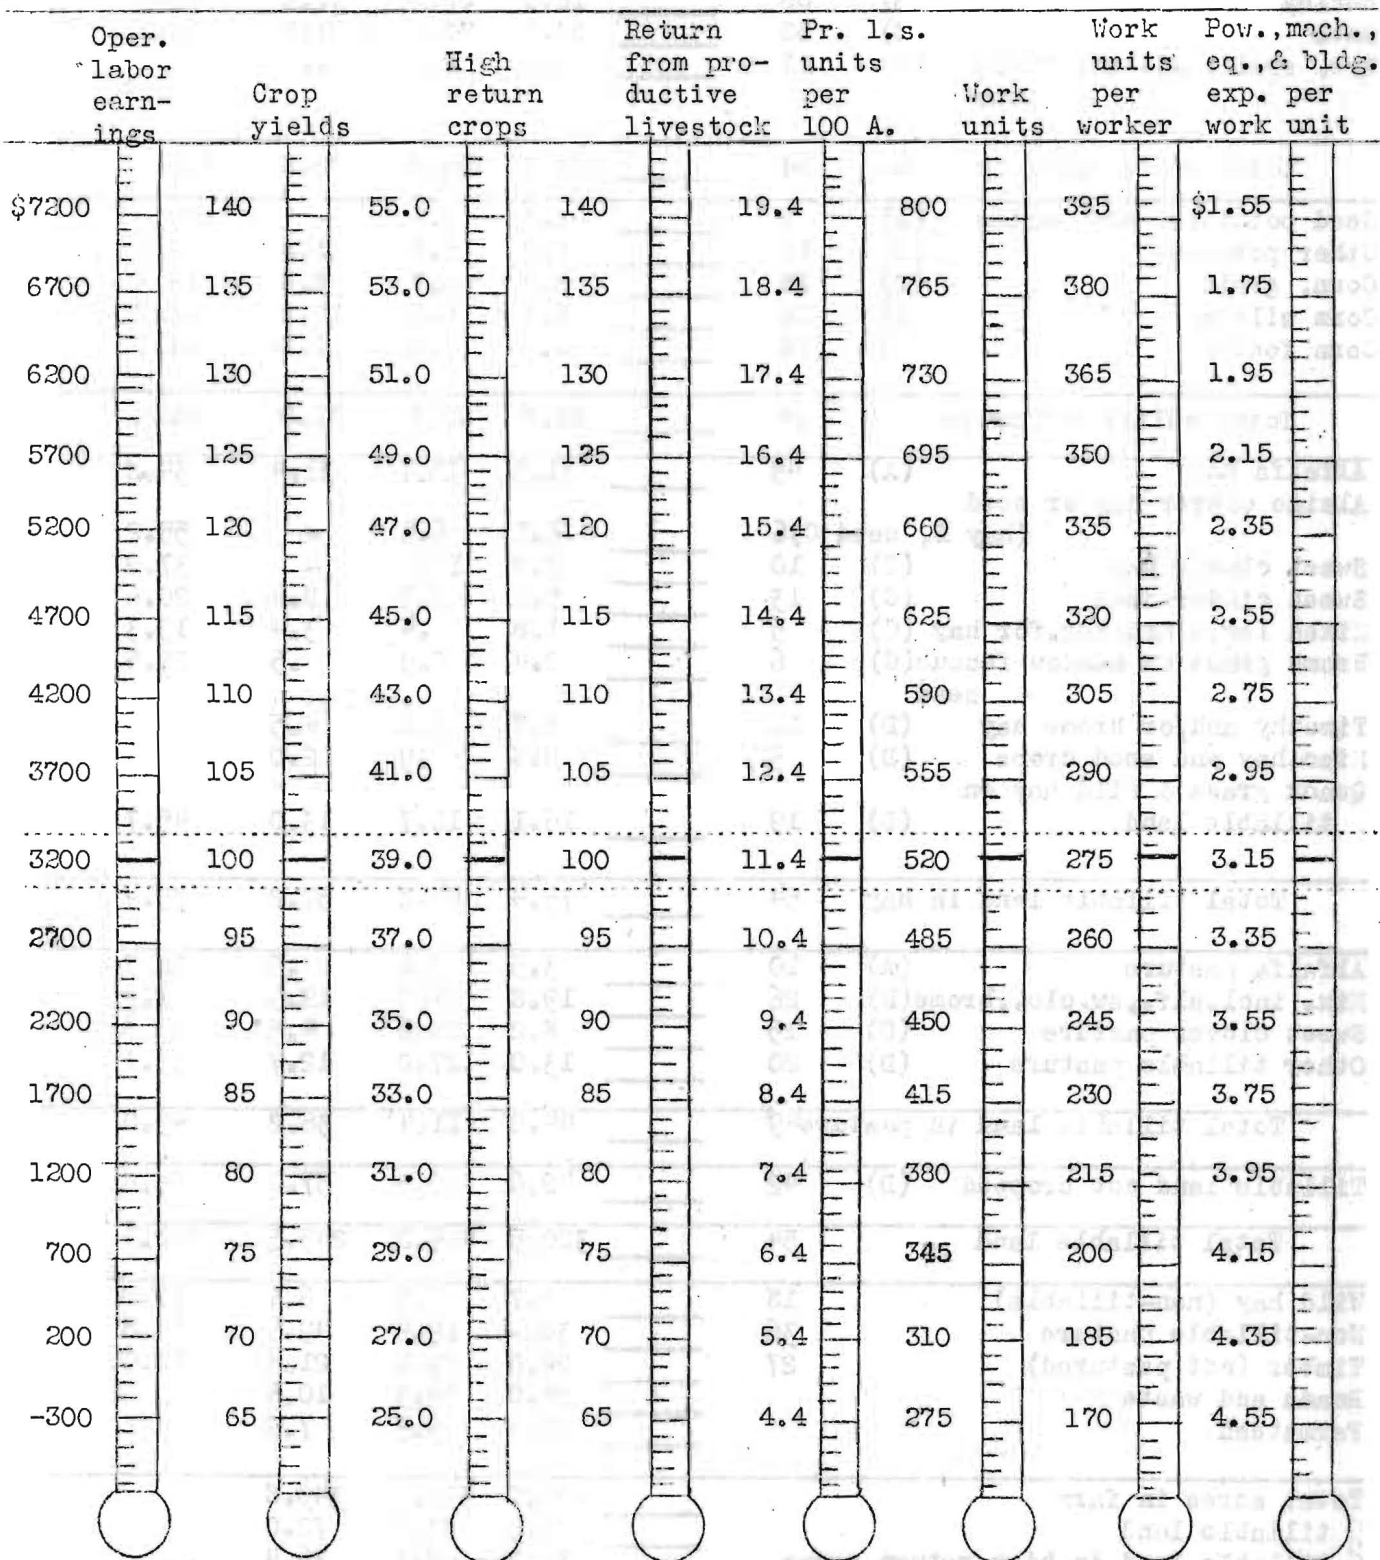 Oper. labor earn- ings
Crop yields
High return crops
Return from pro- ductive livestock
Pr. l.s. units per 100 A.
Work units
Work units per worker
Pow., mach., eq., & bldg. exp. per work unit
$7200 140 55.0 140 19.4 800 395 $1.55
6700 135 53.0 135 18.4 765 380 1.75
6200 130 51.0 130 17.4 730 365 1.95
5700 125 49.0 125 16.4 695 350 2.15
5200 120 47.0 120 15.4 660 335 2.35
4700 115 45.0 115 14.4 625 320 2.55
4200 110 43.0 110 13.4 590 305 2.75
3700 105 41.0 105 12.4 555 290 2.95
3200 100 39.0 100 11.4 520 275 3.15
2700 95 37.0 95 10.4 485 260 3.35
2200 90 35.0 90 9.4 450 245 3.55
1700 85 33.0 85 8.4 415 230 3.75
1200 80 31.0 80 7.4 380 215 3.95
700 75 29.0 75 6.4 345 200 4.15
200 70 27.0 70 5.4 310 185 4.35
-300 65 25.0 65 4.4 275 170 4.55